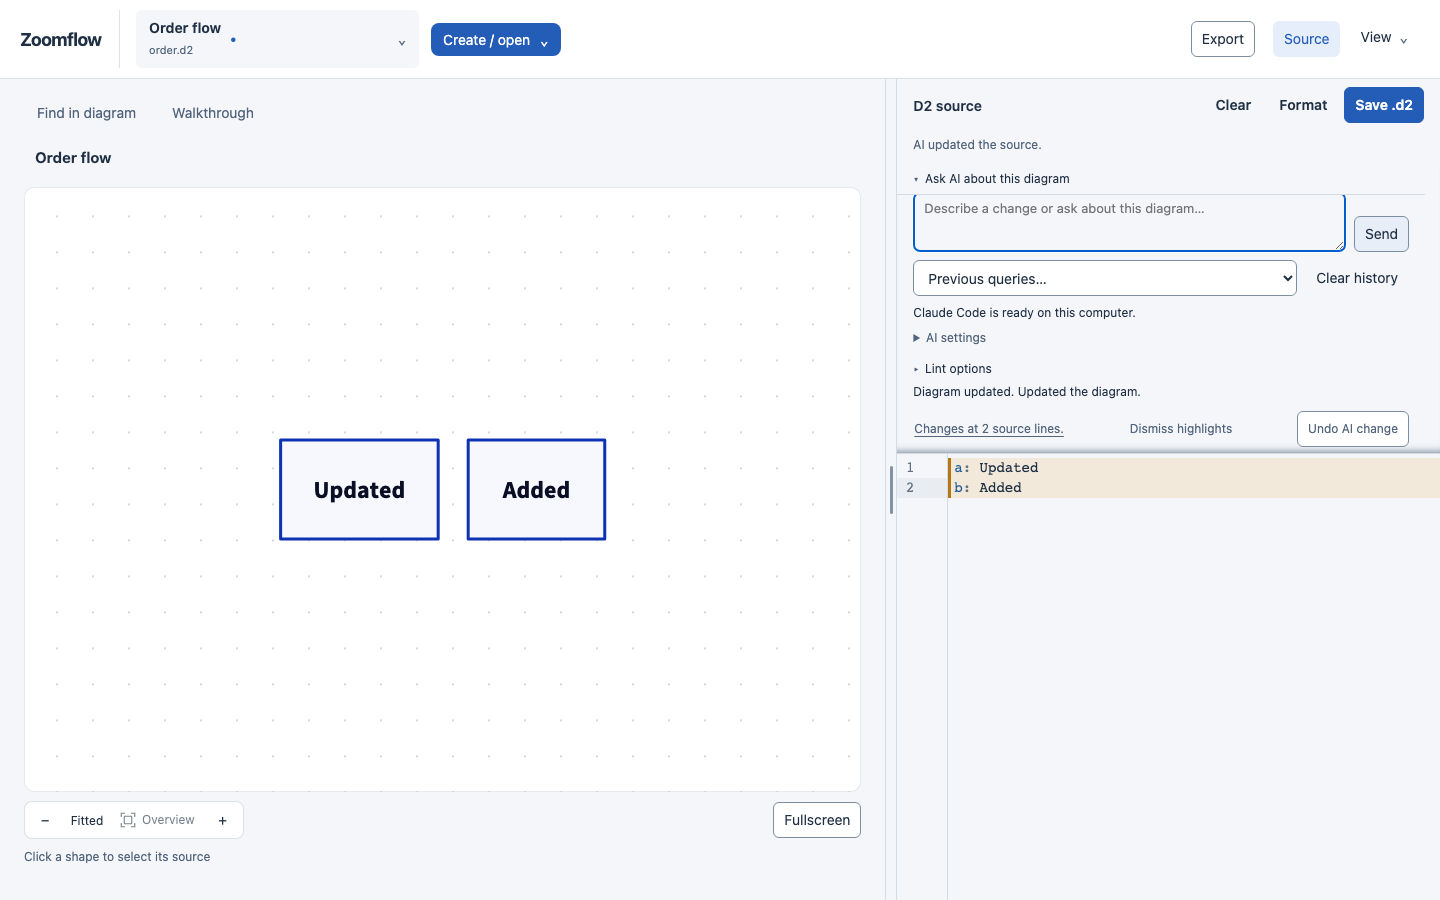 Zoomflow
Order flow
order.d2
Create / open
Export
Source
View
Find in diagram
Walkthrough
Order flow
Updated
Added
Fitted
Overview
Fullscreen
Click a shape to select its source
D2 source
Clear
Format
Save .d2
AI updated the source.
Ask AI about this diagram
Describe a change or ask about this diagram...
Send
Previous queries...
Clear history
Claude Code is ready on this computer.
AI settings
Lint options
Diagram updated. Updated the diagram.
Changes at 2 source lines.
Dismiss highlights
Undo AI change
1 a: Updated
2 b: Added